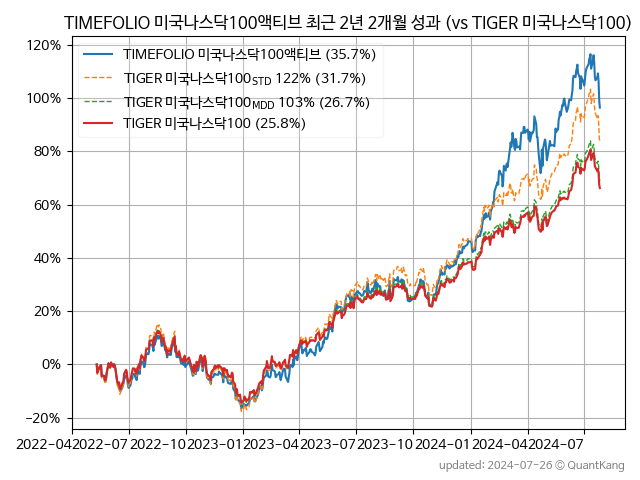 TIMEFOLIO 미국나스닥100액티브 최근 2년 2개월 성과 (vs TIGER 미국나스닥100)
120%
100%
80%
60%
40%
20%
0%
−20%
TIMEFOLIO 미국나스닥100액티브 (35.7%)
TIGER 미국나스닥100STD 122% (31.7%)
TIGER 미국나스닥100MDD 103% (26.7%)
TIGER 미국나스닥100 (25.8%)
2022-04 2022-07 2022-10 2023-01 2023-04 2023-07 2023-10 2024-01 2024-04 2024-07
updated: 2024-07-26 © QuantKang